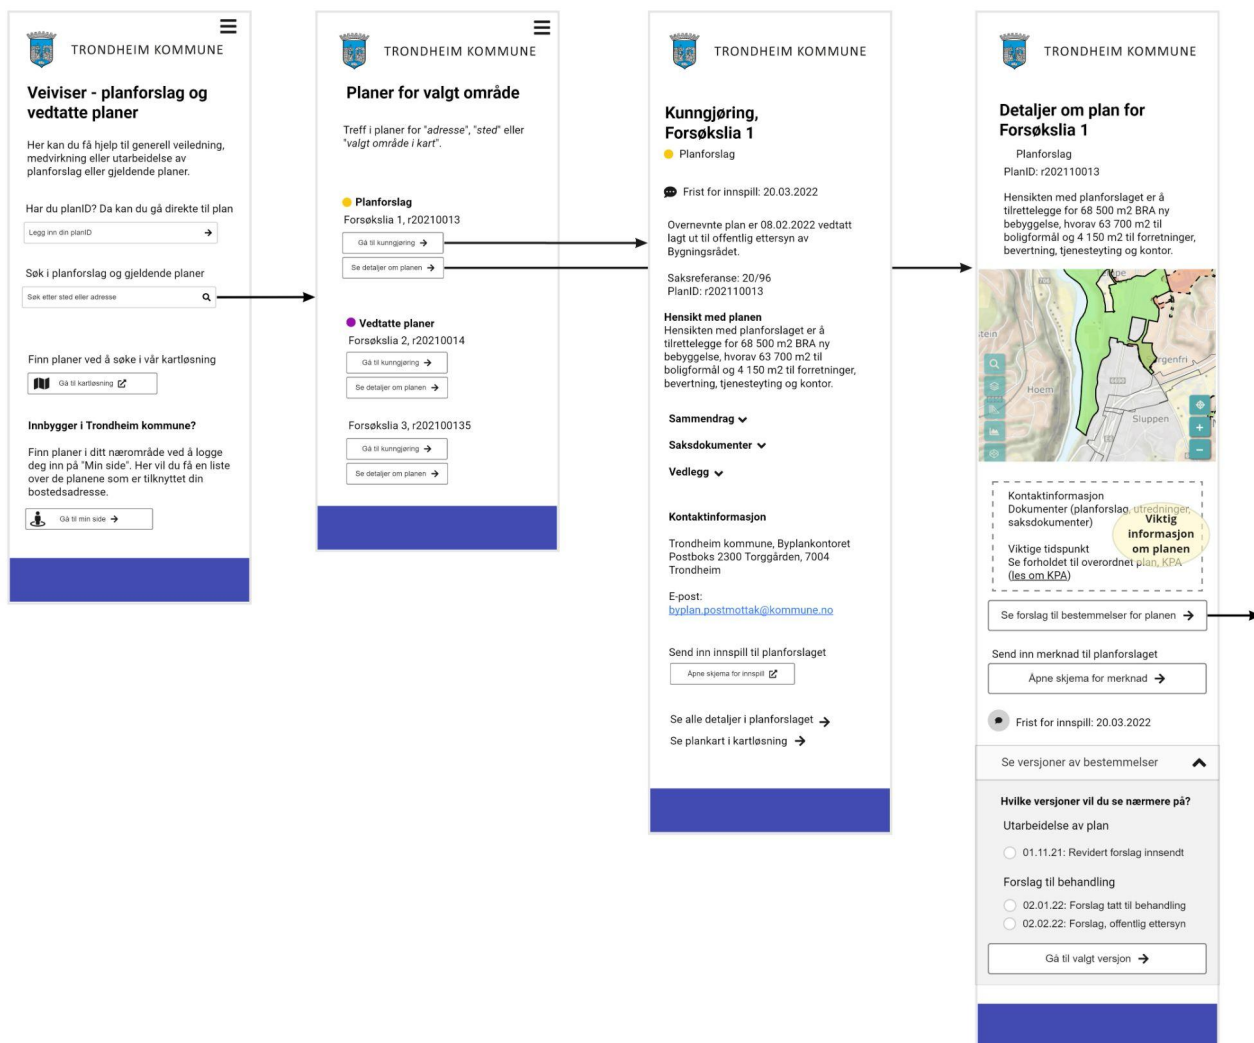 TRONDHEIM KOMMUNE
Veiviser - planforslag og
vedtatte planer
Her kan du få hjelp til generell veiledning,
medvirkning eller utarbeidelse av
planforslag eller gjeldende planer.
Har du planID? Da kan du gå direkte til plan
Legg inn din planID
Søk i planforslag og gjeldende planer
Søk etter sted eller adresse
Finn planer ved å søke i vår kartløsning
Gå til kartløsning
Innbygger i Trondheim kommune?
Finn planer i ditt nærområde ved å logge
deg inn på "Min side". Her vil du få en liste
over de planene som er tilknyttet din
bostedsadresse.
Gå til min side
TRONDHEIM KOMMUNE
Planer for valgt område
Treff i planer for "adresse", "sted" eller
"valgt område i kart".
Planforslag
Forsøkslia 1, r20210013
Gå til kunngjøring
Se detaljer om planen
Vedtatte planer
Forsøkslia 2, r20210014
Gå til kunngjøring
Se detaljer om planen
Forsøkslia 3, r202100135
Gå til kunngjøring
Se detaljer om planen
TRONDHEIM KOMMUNE
Kunngjøring,
Forsøkslia 1
Planforslag
Frist for innspill: 20.03.2022
Overnevnte plan er 08.02.2022 vedtatt
lagt ut til offentlig ettersyn av
Bygningsrådet.
Saksreferanse: 20/96
PlanID: r202110013
Hensikt med planen
Hensikten med planforslaget er å
tilrettelegge for 68 500 m2 BRA ny
bebyggelse, hvorav 63 700 m2 til
boligformål og 4 150 m2 til forretninger,
bevertning, tjenesteyting og kontor.
Sammendrag
Saksdokumenter
Vedlegg
Kontaktinformasjon
Trondheim kommune, Byplankontoret
Postboks 2300 Torggården, 7004
Trondheim
E-post:
byplan.postmottak@kommune.no
Send inn innspill til planforslaget
Åpne skjema for innspill
Se alle detaljer i planforslaget
Se plankart i kartløsning
TRONDHEIM KOMMUNE
Detaljer om plan for
Forsøkslia 1
Planforslag
PlanID: r202110013
Hensikten med planforslaget er å
tilrettelegge for 68 500 m2 BRA ny
bebyggelse, hvorav 63 700 m2 til
boligformål og 4 150 m2 til forretninger,
bevertning, tjenesteyting og kontor.
Hoem
Sluppen
Kontaktinformasjon
Dokumenter (planforslag, utredninger,
saksdokumenter)
Viktig
informasjon
om planen
Viktige tidspunkt
Se forholdet til overordnet plan, KPA
(les om KPA)
Se forslag til bestemmelser for planen
Send inn merknad til planforslaget
Åpne skjema for merknad
Frist for innspill: 20.03.2022
Se versjoner av bestemmelser
Hvilke versjoner vil du se nærmere på?
Utarbeidelse av plan
01.11.21: Revidert forslag innsendt
Forslag til behandling
02.01.22: Forslag tatt til behandling
02.02.22: Forslag, offentlig ettersyn
Gå til valgt versjon